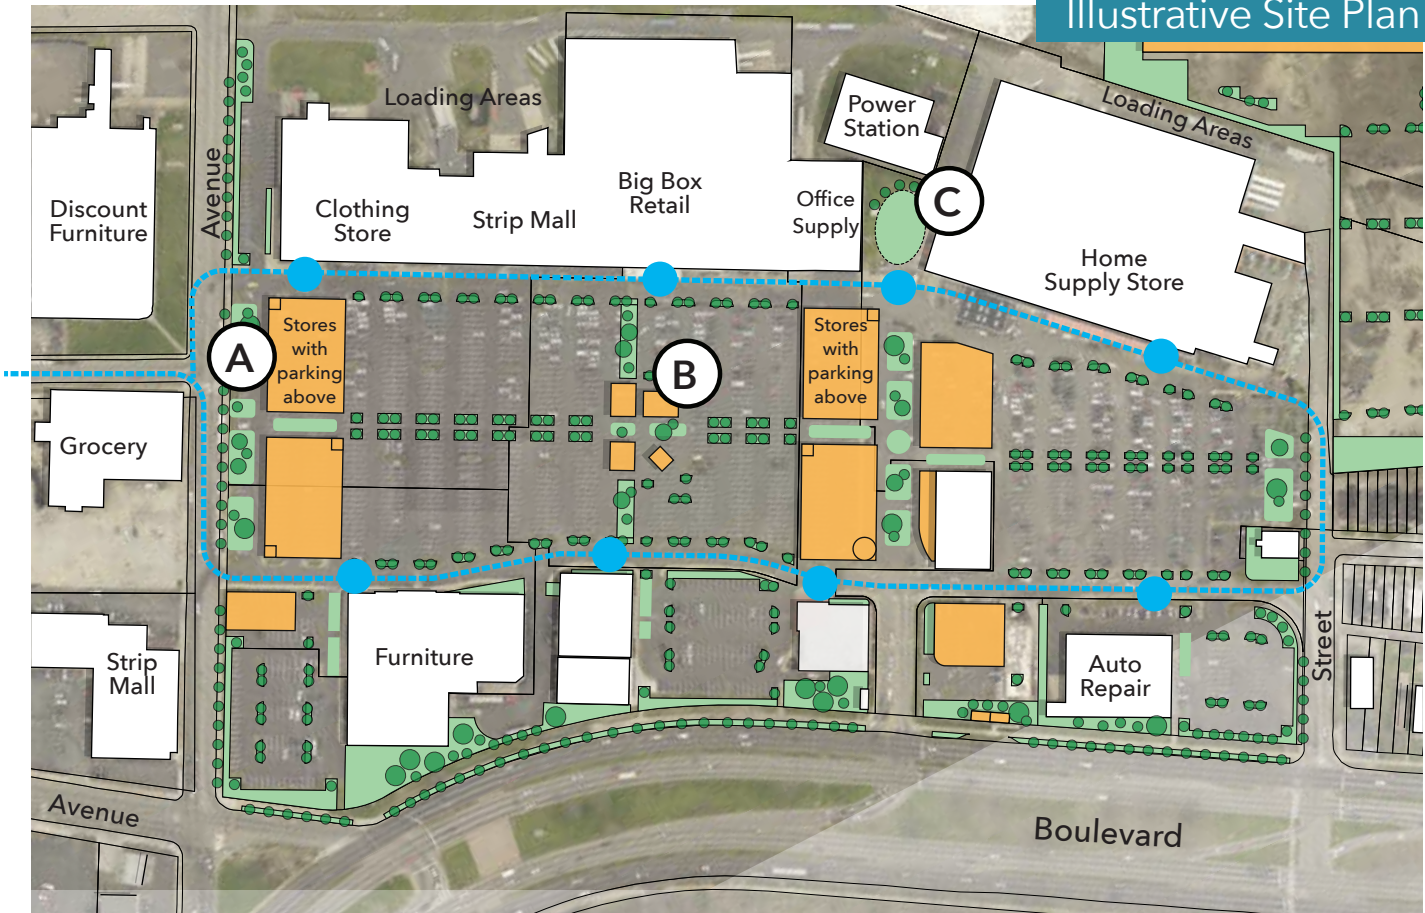 Illustrative Site Plan
Loading Areas
Power
Station
Loading Areas
Avenue
Discount
Furniture
Clothing
Store
Strip Mall
Big Box
Retail
Office
Supply
C
Home
Supply Store
Stores
with
parking
above
A
B
Stores
with
parking
above
Grocery
Strip
Mall
Furniture
Auto
Repair
Street
Avenue
Boulevard